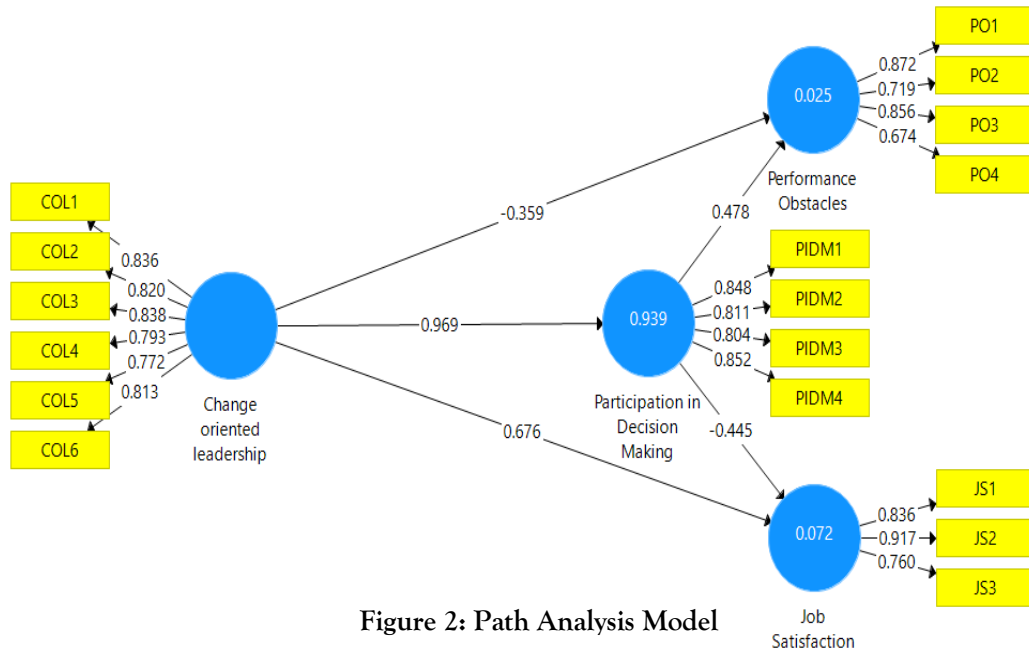 PO1
0.872
PO2
0.719
0.025
0.856
PO3
0.674
PO4
Performance
Obstacles
COL1
-0.359
0.478
0.836
COL2
0.820
PIDM1
0.848
COL3
0.838
PIDM2
0.811
0.969
0.939
0.793
0.804
COL4
PIDM3
0.772
0.852
COL5
0.813
PIDM4
Change
oriented
leadership
COL6
Participation in
Decision
Making
0.676
-0.445
JS1
0.836
0.072
0.917
JS2
0.760
JS3
Job
Satisfaction
Figure 2: Path Analysis Model